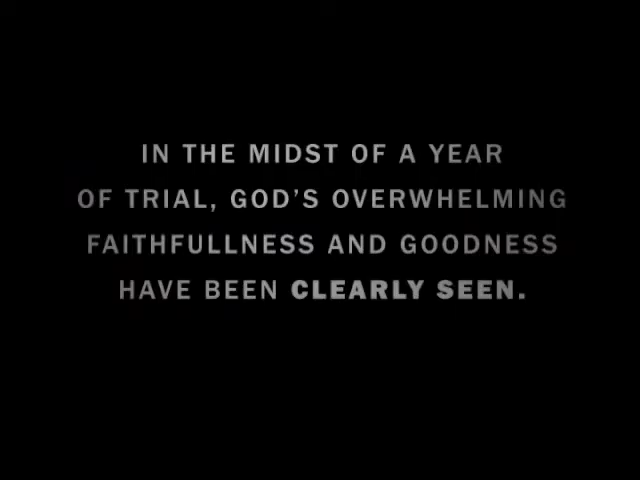 IN THE MIDST OF A YEAR
OF TRIAL, GOD'S OVERWHELMING
FAITHFULLNESS AND GOODNESS
HAVE BEEN CLEARLY SEEN.